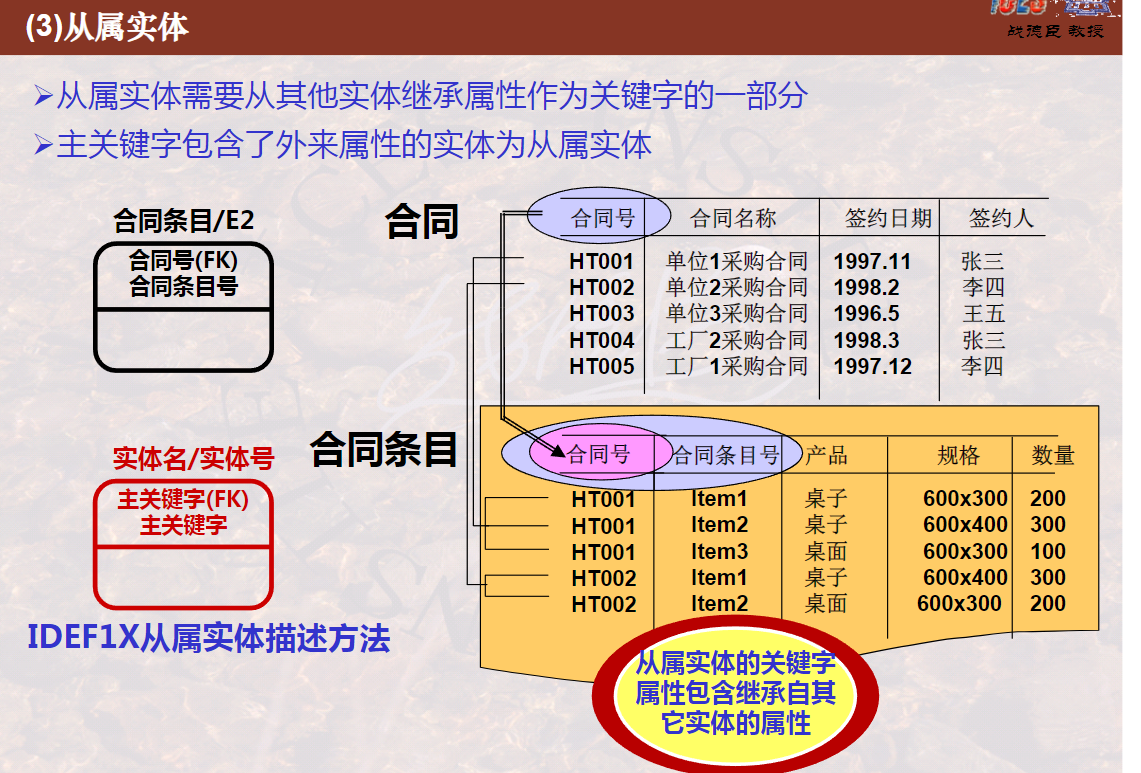 (3)从属实体
战德臣 教授
➢从属实体需要从其他实体继承属性作为关键字的一部分
➢主关键字包含了外来属性的实体为从属实体
合同条目/E2
合同号(FK)
合同条目号
实体名/实体号
主关键字(FK)
主关键字
IDEF1X从属实体描述方法
合同
合同号 合同名称 签约日期 签约人
HT001 单位1采购合同 1997.11 张三
HT002 单位2采购合同 1998.2 李四
HT003 单位3采购合同 1996.5 王五
HT004 工厂2采购合同 1998.3 张三
HT005 工厂1采购合同 1997.12 李四
合同条目
合同号 合同条目号 产品 规格 数量
HT001 Item1 桌子 600x300 200
HT001 Item2 桌子 600x400 300
HT001 Item3 桌面 600x300 100
HT002 Item1 桌子 600x400 300
HT002 Item2 桌面 600x300 200
从属实体的关键字
属性包含继承自其
它实体的属性